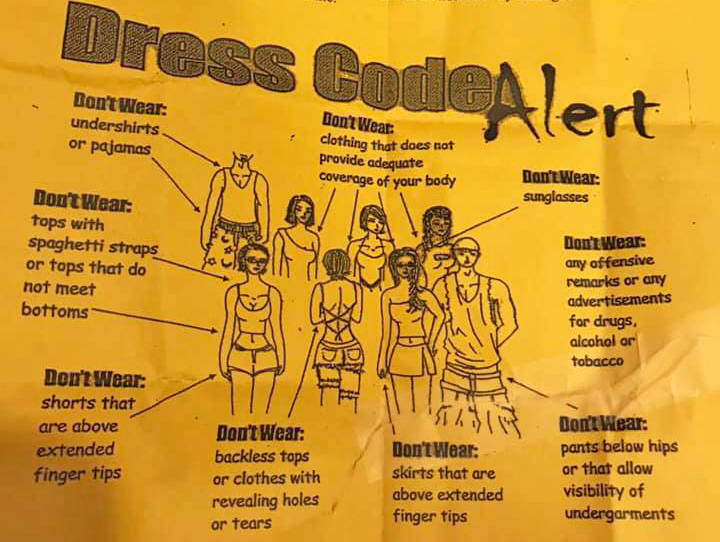 Dress Code Alert
Don't Wear:
undershirts
or pajamas
Don't Wear:
clothing that does not
provide adequate
coverage of your body
Don't Wear:
sunglasses
Don't Wear:
tops with
spaghetti straps
or tops that do
not meet
bottoms
Don't Wear:
any offensive
remarks or any
advertisements
for drugs,
alcohol or
tobacco
Don't Wear:
shorts that
are above
extended
finger tips
Don't Wear:
backless tops
or clothes with
revealing holes
or tears
Don't Wear:
skirts that are
above extended
finger tips
Don't Wear:
pants below hips
or that allow
visibility of
undergarments